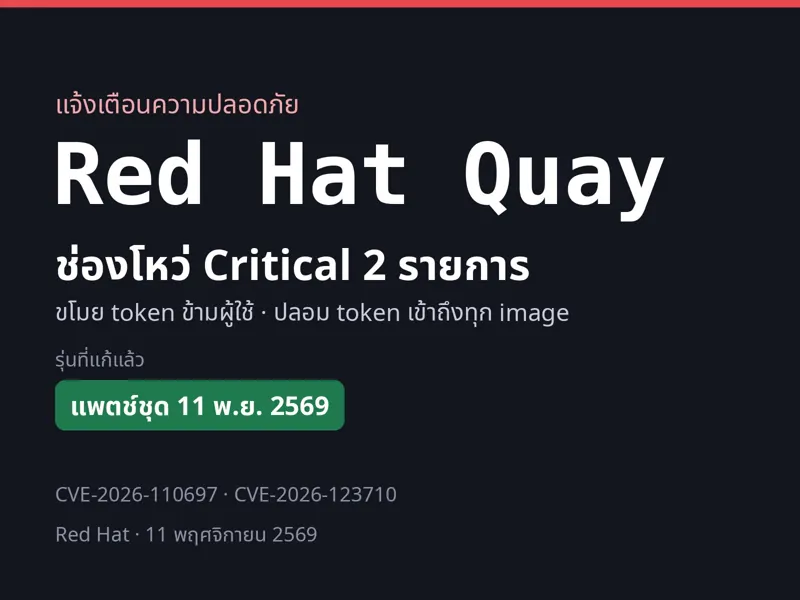 แจ้งเตือนความปลอดภัย
Red Hat Quay
ช่องโหว่ Critical 2 รายการ
ขโมย token ข้ามผู้ใช้ · ปลอม token เข้าถึงทุก image
รุ่นที่แก้แล้ว
แพตช์ชุด 11 พ.ย. 2569
CVE-2026-110697 · CVE-2026-123710
Red Hat · 11 พฤศจิกายน 2569